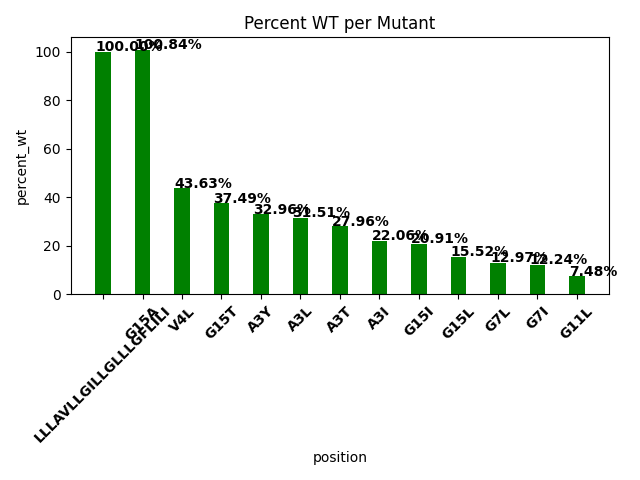 Percent WT per Mutant
percent_wt
100
80
60
40
20
0
100.00%
100.84%
43.63%
37.49%
32.96%
31.51%
27.96%
22.06%
20.91%
15.52%
12.97%
12.24%
7.48%
LLLAVLLGILLGLLLGFLILI
G15A
V4L
G15T
A3Y
A3L
A3T
A3I
G15I
G15L
G7L
G7I
G11L
position